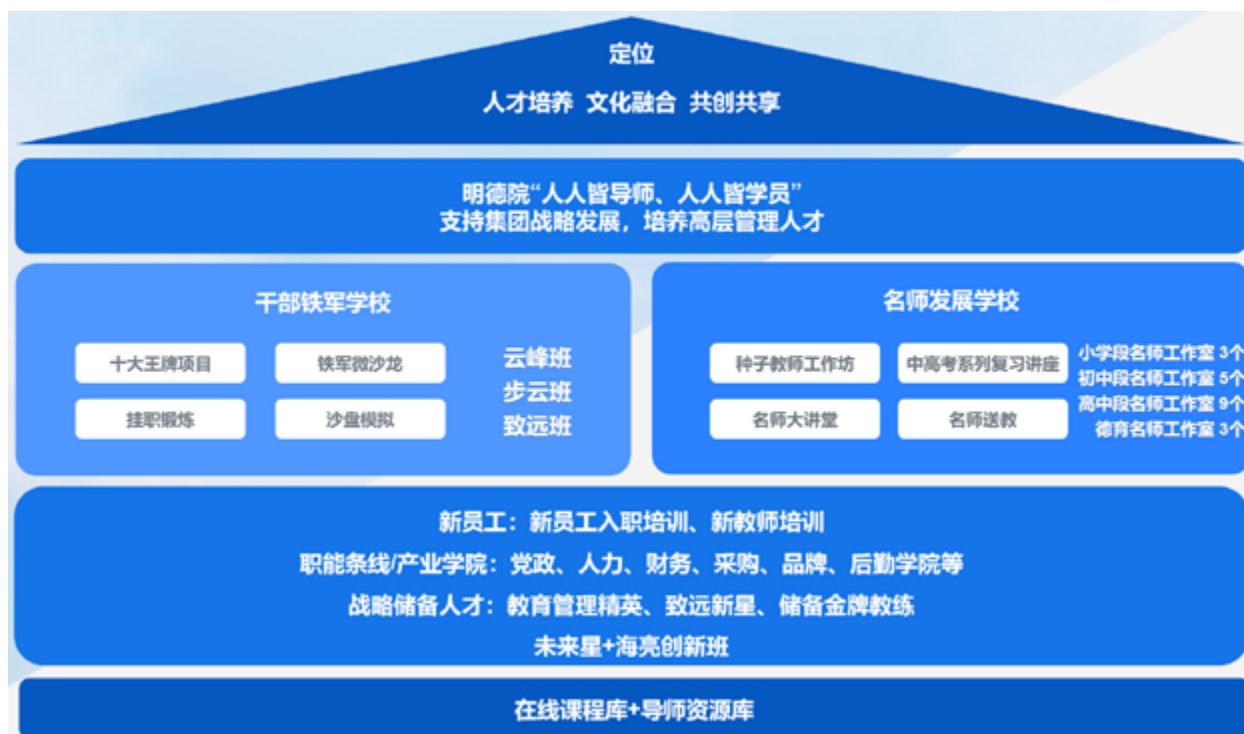 定位
人才培养 文化融合 共创共享
明德院“人人皆导师、人人皆学员”
支持集团战略发展，培养高层管理人才
干部铁军学校
十大王牌项目
铁军微沙龙
挂职锻炼
沙盘模拟
云峰班
步云班
致远班
名师发展学校
种子教师工作坊
中高考系列复习讲座
名师大讲堂
名师送教
小学段名师工作室 3个
初中段名师工作室 5个
高中段名师工作室 9个
德育名师工作室 3个
新员工：新员工入职培训、新教师培训
职能条线/产业学院：党政、人力、财务、采购、品牌、后勤学院等
战略储备人才：教育管理精英、致远新星、储备金牌教练
未来星+海亮创新班
在线课程库+导师资源库